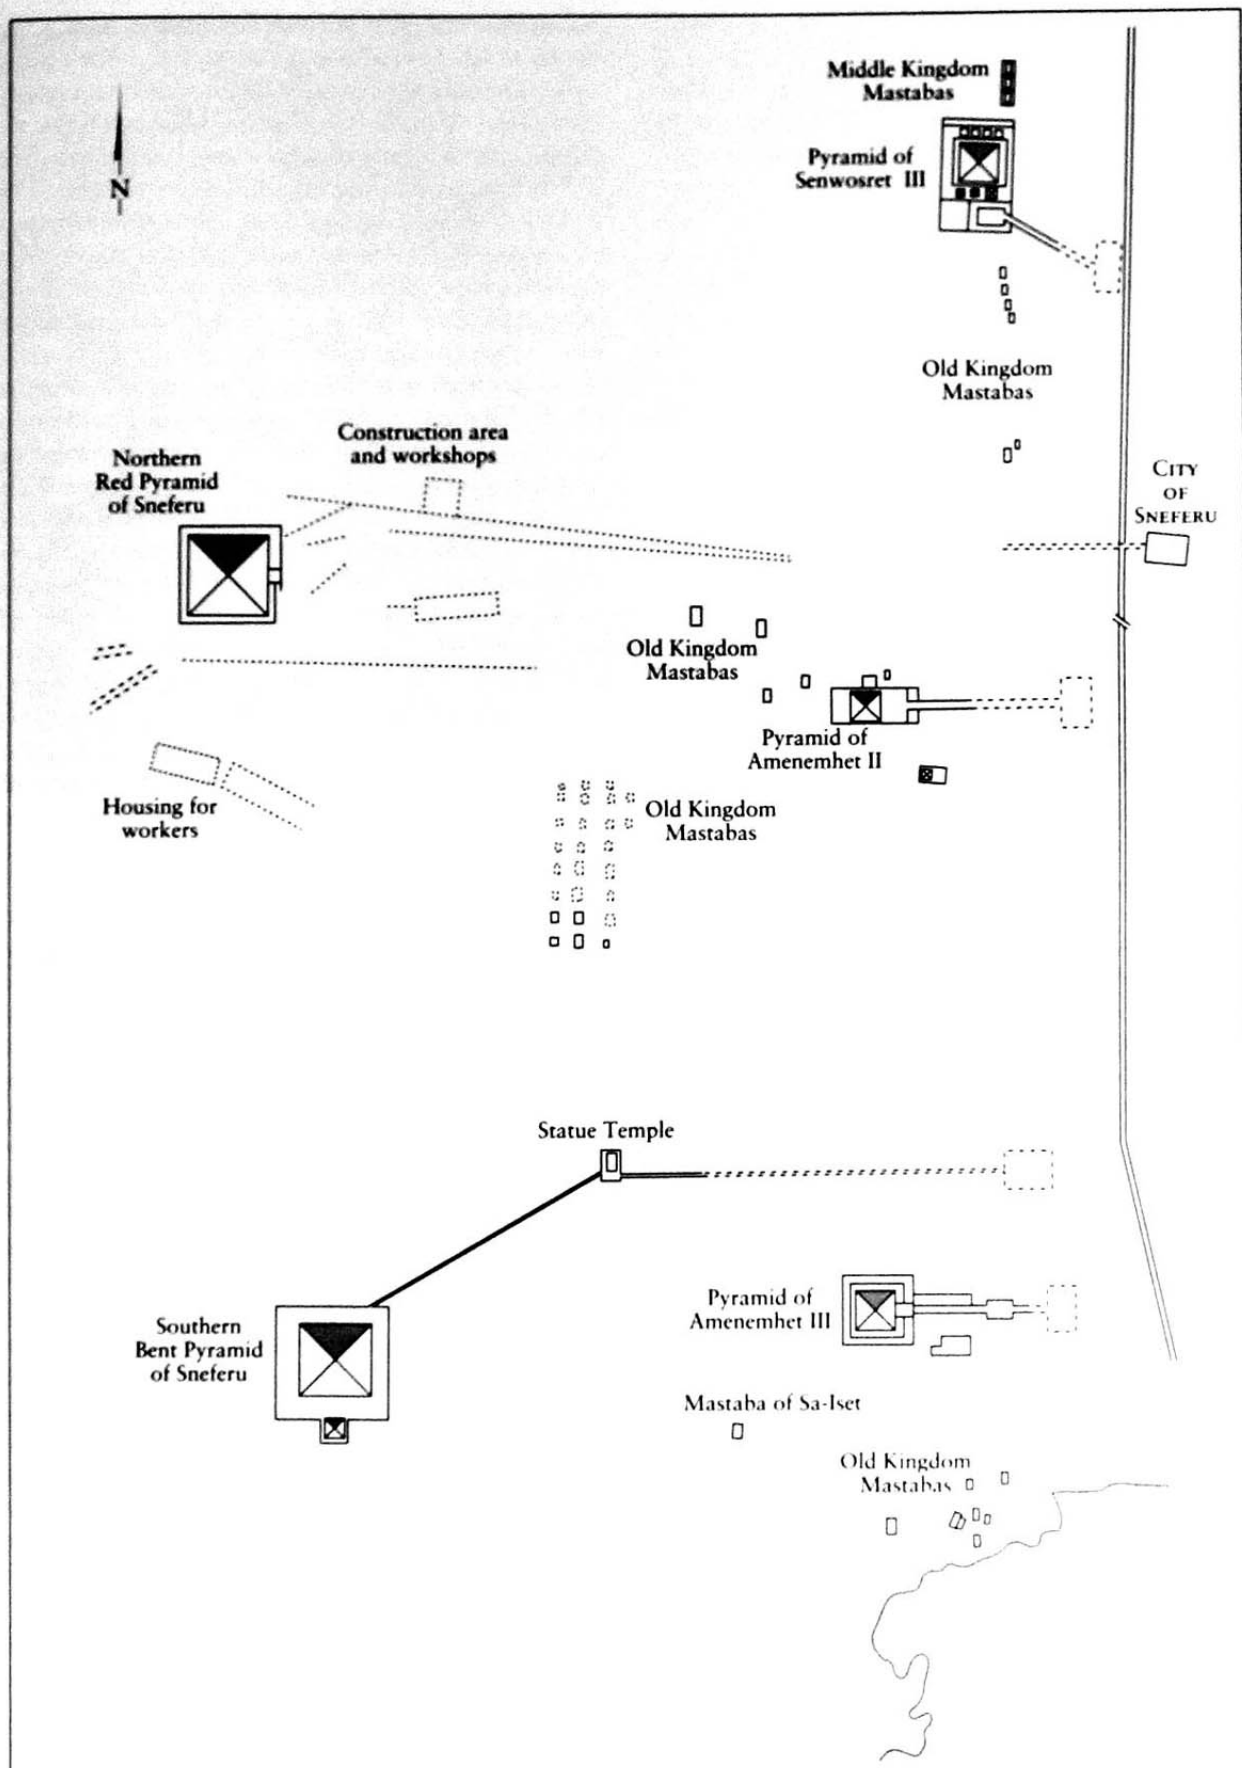 Middle Kingdom
Mastabas
N
Pyramid of
Senwosret III
Old Kingdom
Mastabas
Construction area
and workshops
Northern
Red Pyramid
of Sneferu
CITY
OF
SNEFERU
Old Kingdom
Mastabas
Pyramid of
Amenemhet II
Housing for
workers
Old Kingdom
Mastabas
Statue Temple
Pyramid of
Amenemhet III
Southern
Bent Pyramid
of Sneferu
Mastaba of Sa-Iset
Old Kingdom
Mastabas